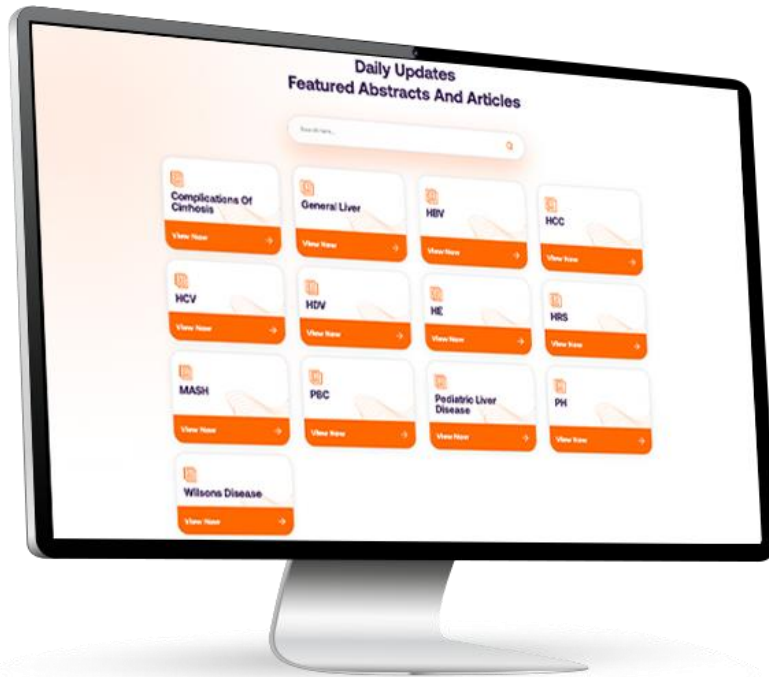 Daily Updates
Featured Abstracts And Articles
Search here...
Complications Of
Cirrhosis
View Now
General Liver
View Now
HBV
View Now
HCC
View Now
HCV
View Now
HDV
View Now
HE
View Now
HRS
View Now
MASH
View Now
PBC
View Now
Pediatric Liver
Disease
View Now
PH
View Now
Wilsons Disease
View Now